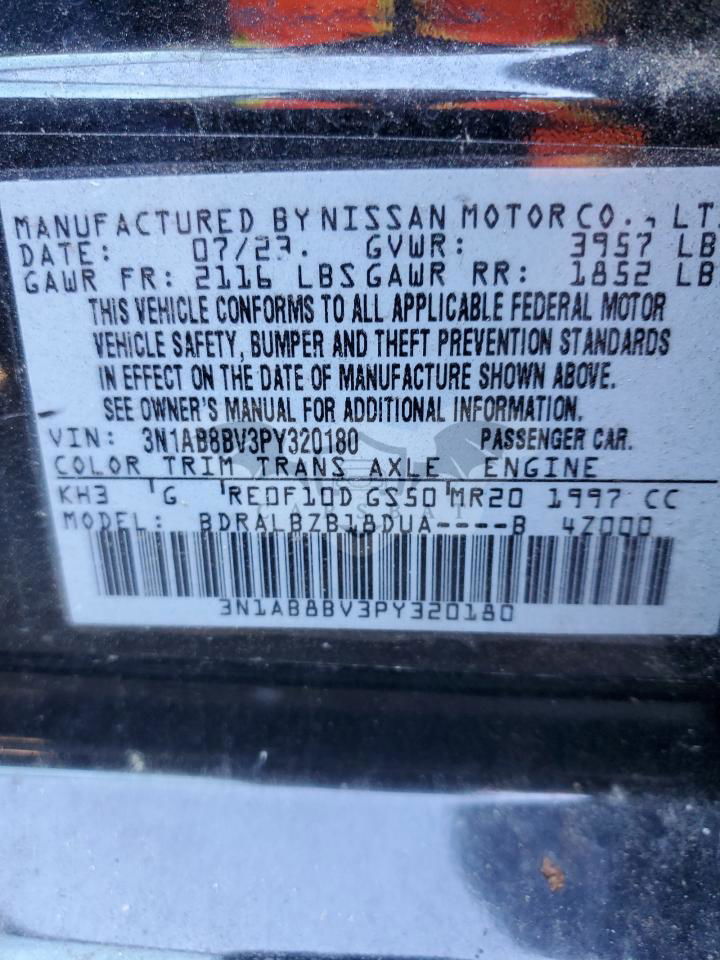 MANUFACTURED BY NISSAN MOTOR CO., LT
DATE: 07/23. GVWR: 3957 LB
GAWR FR: 2116 LBS GAWR RR: 1852 LB
THIS VEHICLE CONFORMS TO ALL APPLICABLE FEDERAL MOTOR
VEHICLE SAFETY, BUMPER AND THEFT PREVENTION STANDARDS
IN EFFECT ON THE DATE OF MANUFACTURE SHOWN ABOVE.
SEE OWNER'S MANUAL FOR ADDITIONAL INFORMATION.
VIN: 3N1AB8BV3PY320180 PASSENGER CAR.
COLOR TRIM TRANS AXLE ENGINE
KH3 G RE0F10D GS50 MR20 1997 CC
MODEL: BDRALBZB18DUA----B 4Z000
3N1AB8BV3PY320180